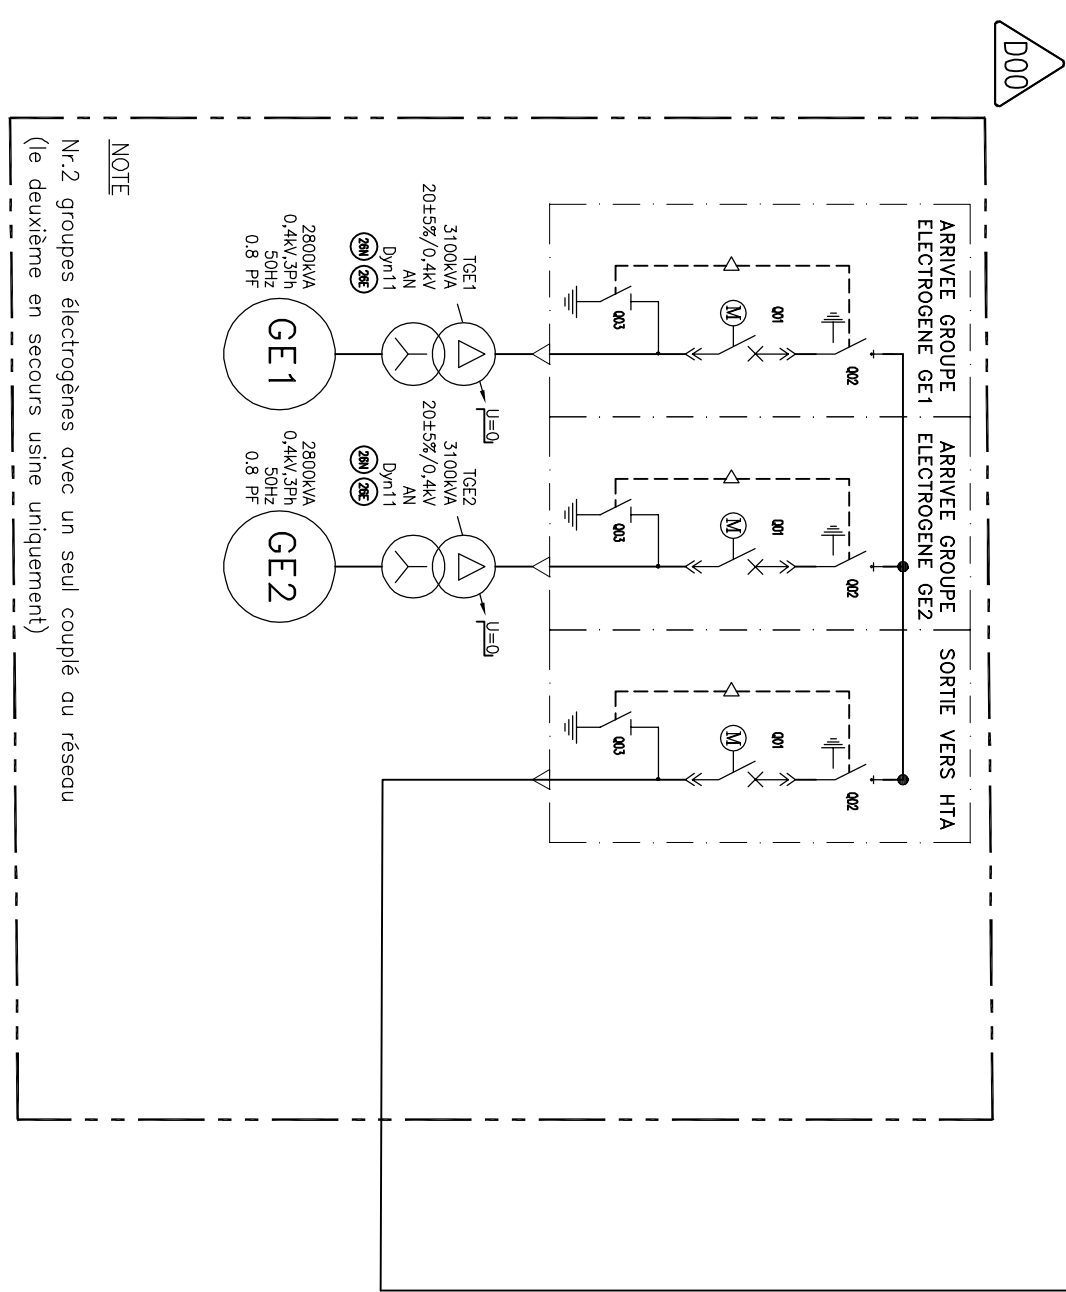 D00
ARRIVEE GROUPE
ELECTROGENE GE1
ARRIVEE GROUPE
ELECTROGENE GE2
SORTIE VERS HTA
Q02
Q01
M
Q03
Q02
Q01
M
Q03
Q02
Q01
M
Q03
TGE1
3100kVA
20±5%/0,4kV
AN
Dyn11
26N 26E
U=0
2800kVA
0,4kV,3Ph
50Hz
0.8 PF
GE1
TGE2
3100kVA
20±5%/0,4kV
AN
Dyn11
26N 26E
U=0
2800kVA
0,4kV,3Ph
50Hz
0.8 PF
GE2
NOTE
Nr.2 groupes électrogènes avec un seul couplé au réseau
(le deuxième en secours usine uniquement)